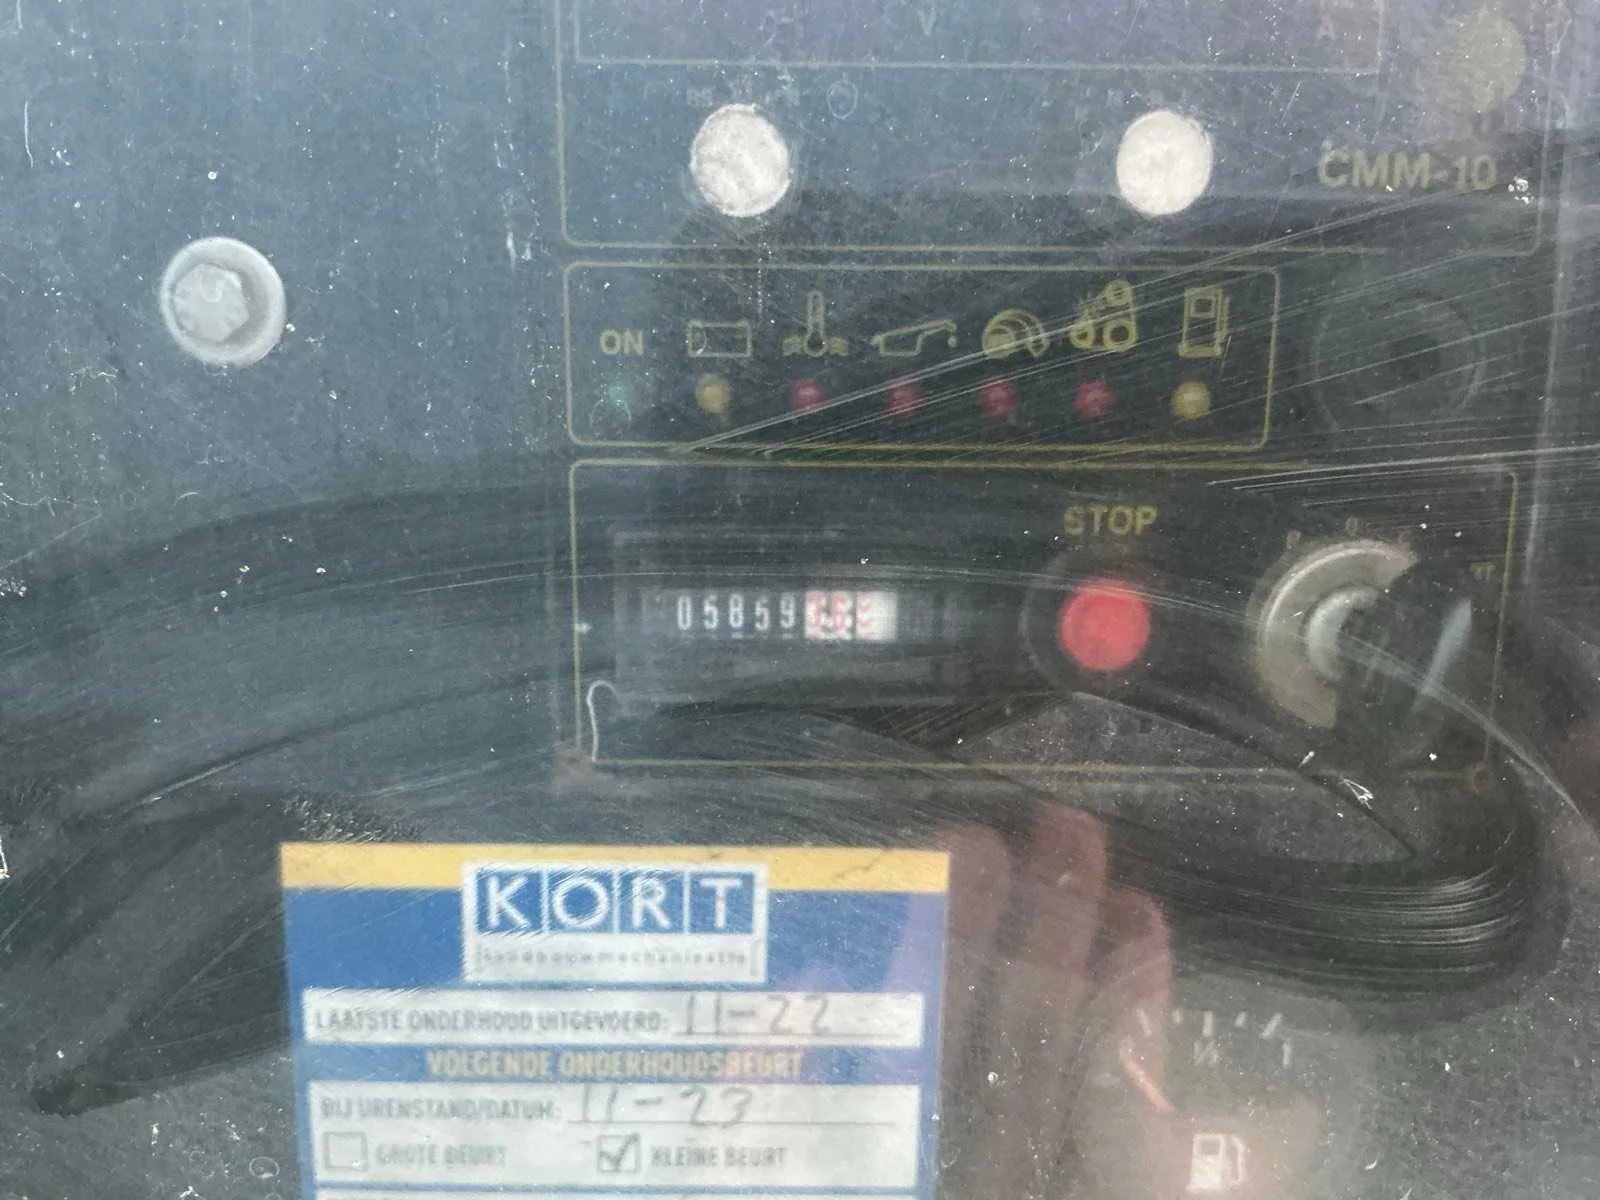 V
A
CMM-10
ON
STOP
05859
KORT
landbouwmechanisatie
LAATSTE ONDERHOUD UITGEVOERD: 11-22
VOLGENDE ONDERHOUDSBEURT
BIJ URENSTAND/DATUM: 11-23
GROTE BEURT
KLEINE BEURT